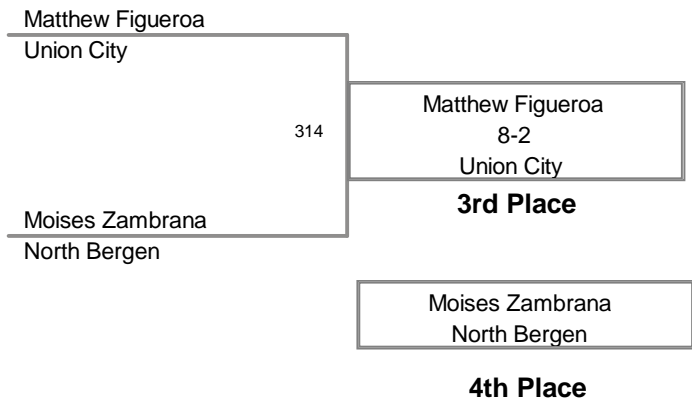 Matthew Figueroa
Union City
314
Matthew Figueroa
8-2
Union City
3rd Place
Moises Zambrana
North Bergen
Moises Zambrana
North Bergen
4th Place